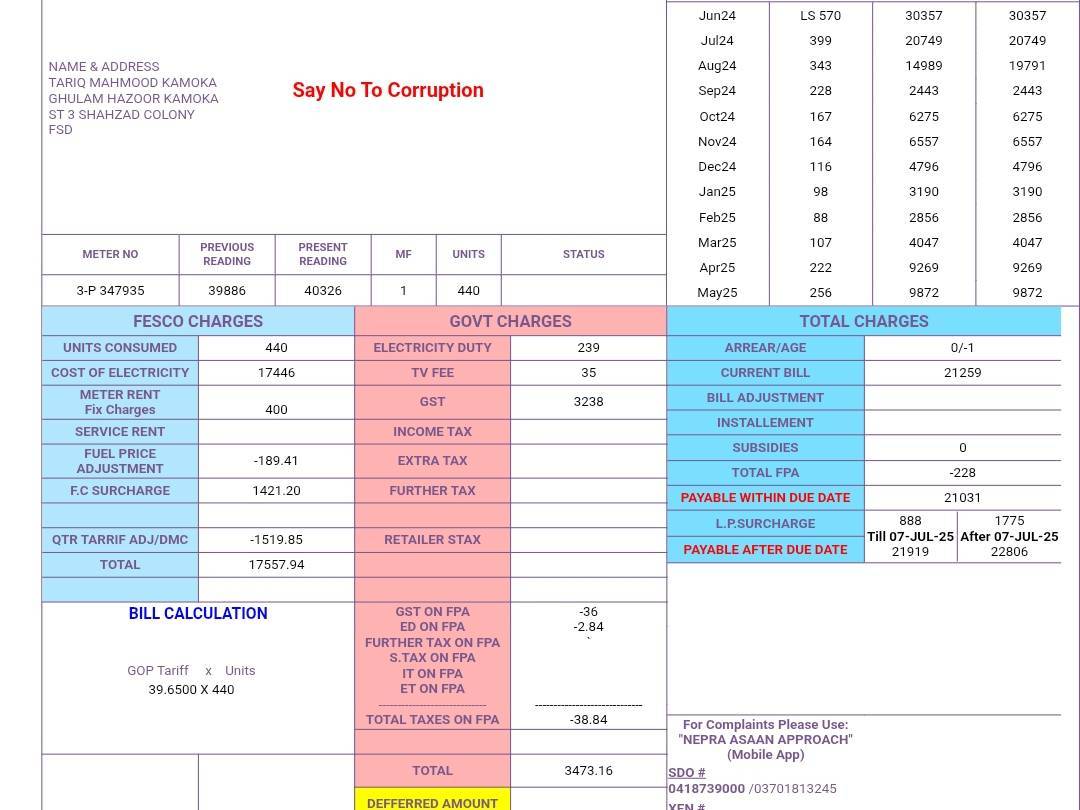 Jun24 LS 570 30357 30357
Jul24 399 20749 20749
Aug24 343 14989 19791
Sep24 228 2443 2443
Oct24 167 6275 6275
Nov24 164 6557 6557
Dec24 116 4796 4796
Jan25 98 3190 3190
Feb25 88 2856 2856
Mar25 107 4047 4047
Apr25 222 9269 9269
May25 256 9872 9872
NAME & ADDRESS
TARIQ MAHMOOD KAMOKA
GHULAM HAZOOR KAMOKA
ST 3 SHAHZAD COLONY
FSD
Say No To Corruption
METER NO PREVIOUS READING PRESENT READING MF UNITS STATUS
3-P 347935 39886 40326 1 440
FESCO CHARGES
UNITS CONSUMED 440
COST OF ELECTRICITY 17446
METER RENT
Fix Charges 400
SERVICE RENT
FUEL PRICE
ADJUSTMENT -189.41
F.C SURCHARGE 1421.20
QTR TARRIF ADJ/DMC -1519.85
TOTAL 17557.94
GOVT CHARGES
ELECTRICITY DUTY 239
TV FEE 35
GST 3238
INCOME TAX
EXTRA TAX
FURTHER TAX
RETAILER STAX
TOTAL CHARGES
ARREAR/AGE 0/-1
CURRENT BILL 21259
BILL ADJUSTMENT
INSTALLEMENT
SUBSIDIES 0
TOTAL FPA -228
PAYABLE WITHIN DUE DATE 21031
L.P.SURCHARGE 888 1775
Till 07-JUL-25 After 07-JUL-25
PAYABLE AFTER DUE DATE 21919 22806
BILL CALCULATION
GOP Tariff x Units
39.6500 X 440
GST ON FPA -36
ED ON FPA -2.84
FURTHER TAX ON FPA `
S.TAX ON FPA
IT ON FPA
ET ON FPA
---------------------------- ----------------------------
TOTAL TAXES ON FPA -38.84
TOTAL 3473.16
DEFFERRED AMOUNT
For Complaints Please Use:
"NEPRA ASAAN APPROACH"
(Mobile App)
SDO #
0418739000 /03701813245
XEN #